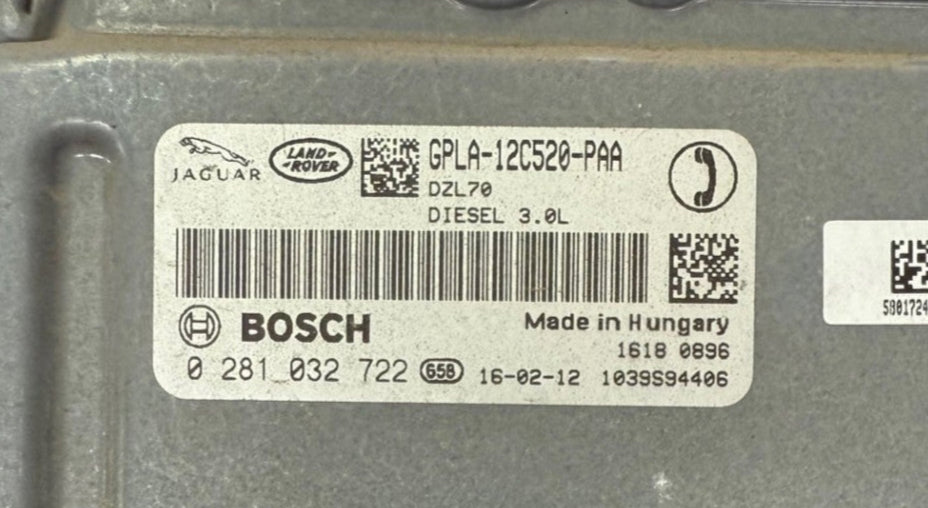 JAGUAR
LAND-
-ROVER
GPLA-12C520-PAA
DZL70
DIESEL 3.0L
BOSCH
Made in Hungary
1618 0896
0 281 032 722 658 16-02-12 1039S94406
5801724